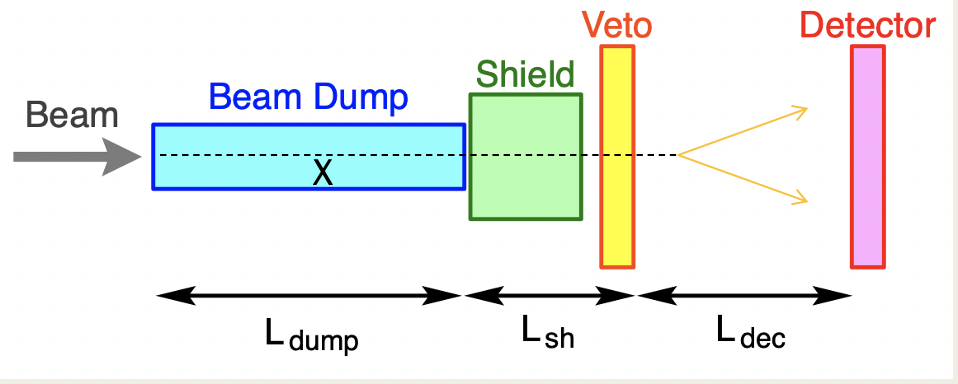 Veto
Detector
Shield
Beam Dump
Beam
X
L dump
L sh
L dec